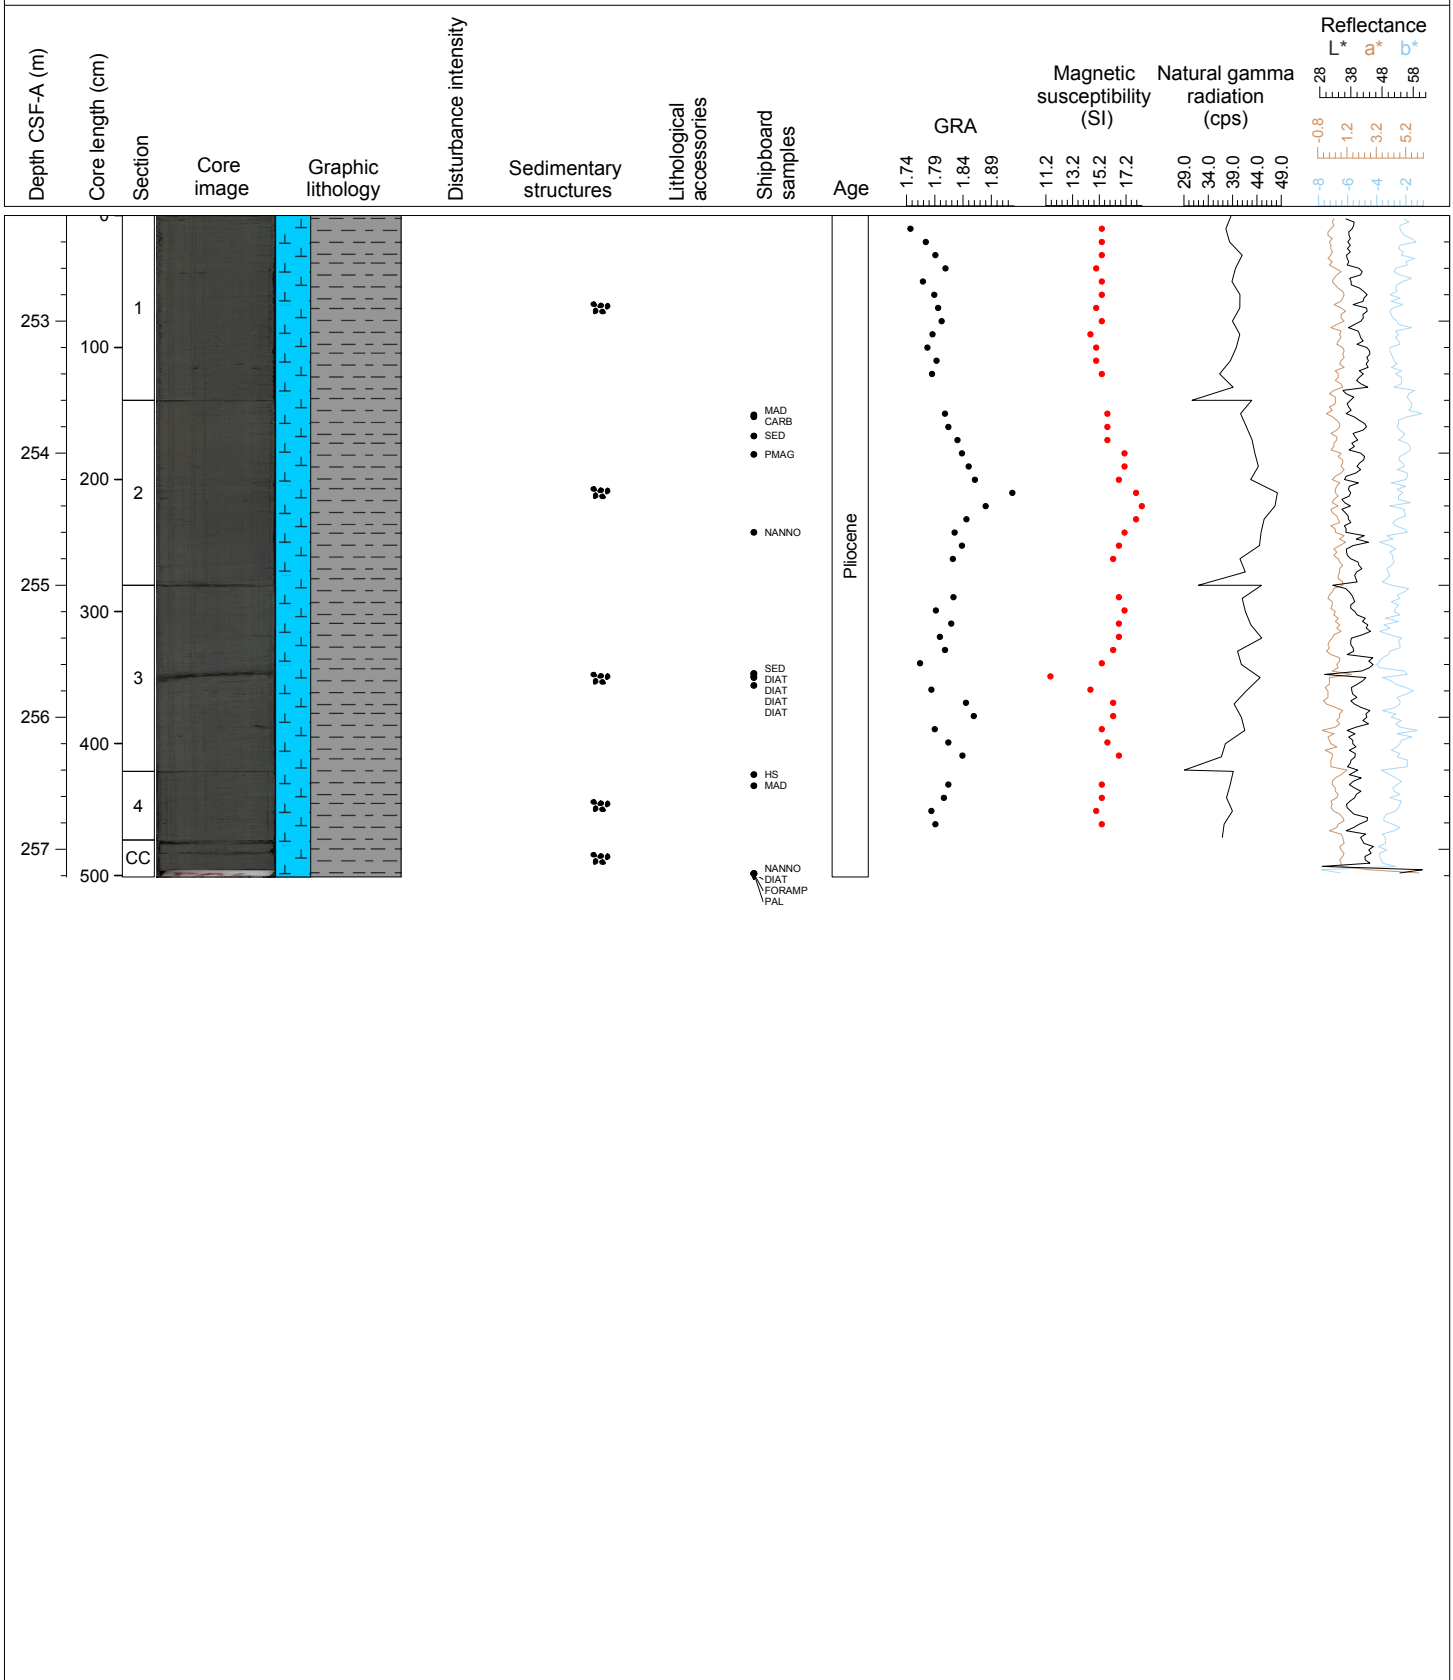 Depth CSF-A (m)
Core length (cm)
Section
Core
image
Graphic
lithology
Disturbance intensity
Sedimentary
structures
Lithological
accessories
Shipboard
samples
Age
GRA
1.74 1.79 1.84 1.89
Magnetic
susceptibility
(SI)
11.2 13.2 15.2 17.2
Natural gamma
radiation
(cps)
29.0 34.0 39.0 44.0 49.0
Reflectance
L* a* b*
28 38 48 58
-0.8 1.2 3.2 5.2
-8 -6 -4 -2
253
254
255
256
257
0
100
200
300
400
500
1
2
3
4
CC
MAD
CARB
SED
PMAG
NANNO
SED
DIAT
DIAT
DIAT
DIAT
HS
MAD
NANNO
DIAT
FORAMP
PAL
Pliocene